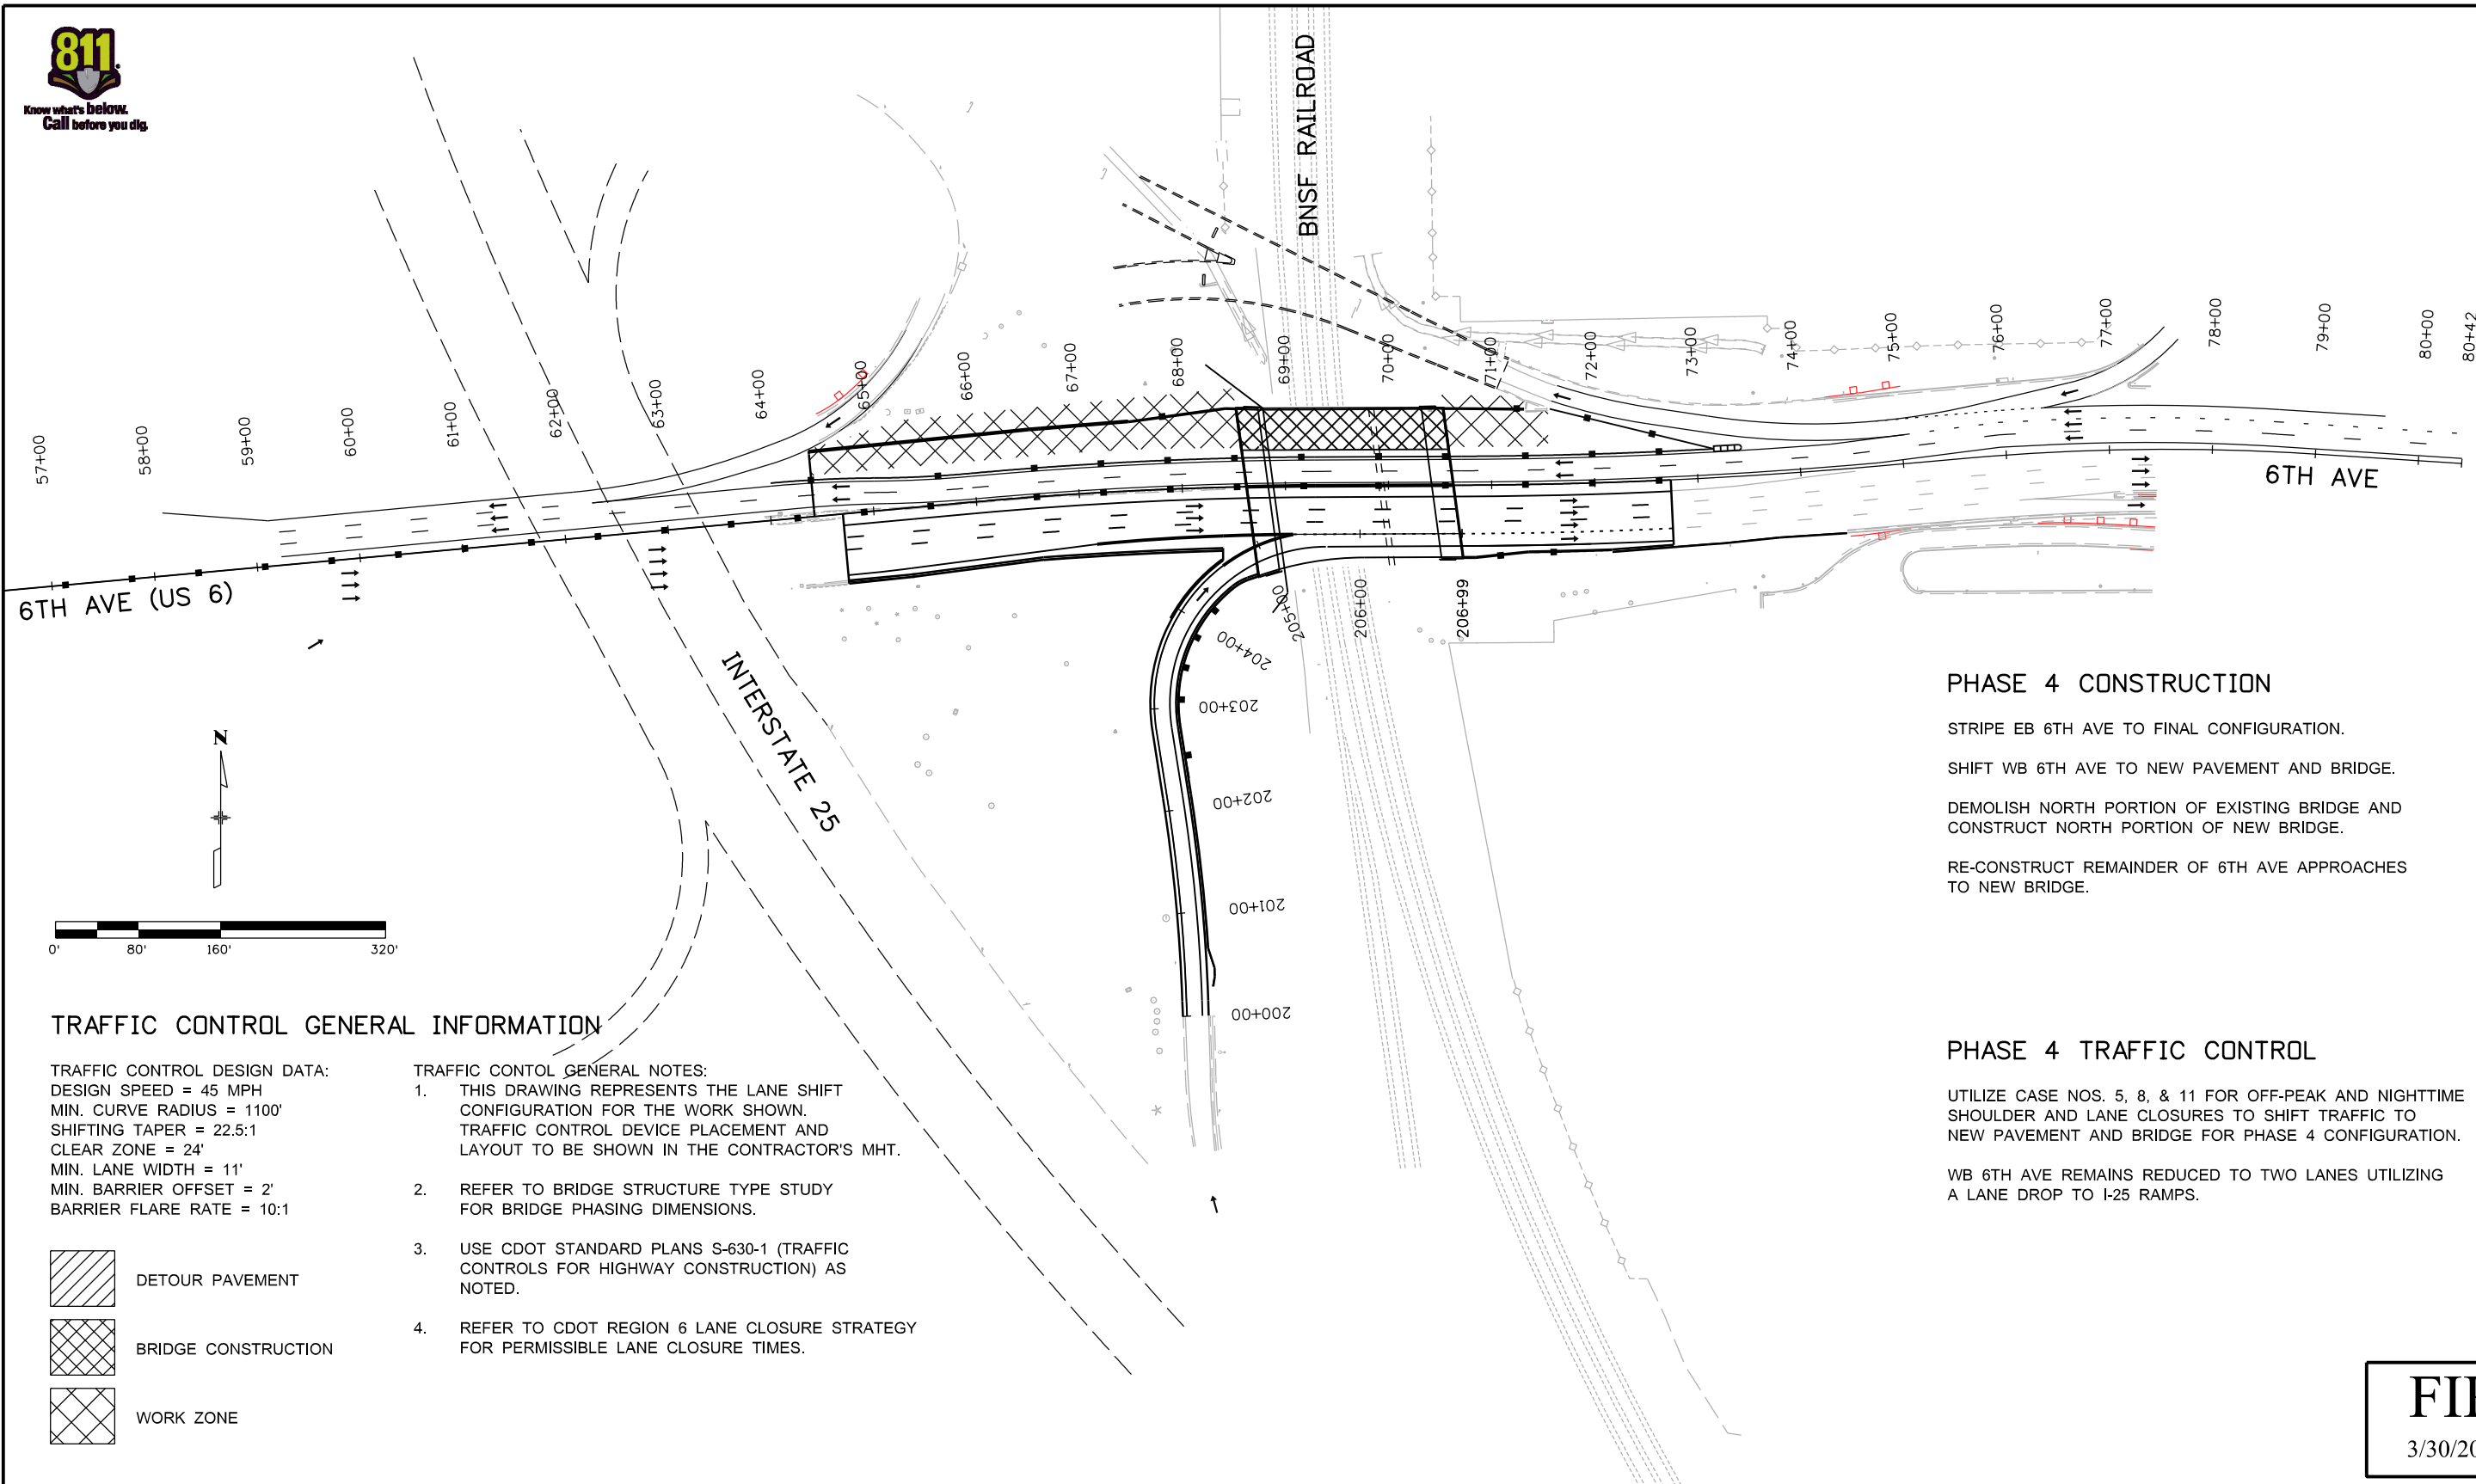 811
Know what's below.
Call before you dig.
BNSF RAILROAD
57+00
58+00
59+00
60+00
61+00
62+00
63+00
64+00
65+00
66+00
67+00
68+00
69+00
70+00
71+00
72+00
73+00
74+00
75+00
76+00
77+00
78+00
79+00
80+00
80+42
6TH AVE
6TH AVE (US 6)
INTERSTATE 25
206+99
206+00
205+00
204+00
203+00
202+00
201+00
200+00
N
0'
80'
160'
320'
PHASE 4 CONSTRUCTION
STRIPE EB 6TH AVE TO FINAL CONFIGURATION.
SHIFT WB 6TH AVE TO NEW PAVEMENT AND BRIDGE.
DEMOLISH NORTH PORTION OF EXISTING BRIDGE AND
CONSTRUCT NORTH PORTION OF NEW BRIDGE.
RE-CONSTRUCT REMAINDER OF 6TH AVE APPROACHES
TO NEW BRIDGE.
PHASE 4 TRAFFIC CONTROL
UTILIZE CASE NOS. 5, 8, & 11 FOR OFF-PEAK AND NIGHTTIME
SHOULDER AND LANE CLOSURES TO SHIFT TRAFFIC TO
NEW PAVEMENT AND BRIDGE FOR PHASE 4 CONFIGURATION.
WB 6TH AVE REMAINS REDUCED TO TWO LANES UTILIZING
A LANE DROP TO I-25 RAMPS.
TRAFFIC CONTROL GENERAL INFORMATION
TRAFFIC CONTROL DESIGN DATA:
DESIGN SPEED = 45 MPH
MIN. CURVE RADIUS = 1100'
SHIFTING TAPER = 22.5:1
CLEAR ZONE = 24'
MIN. LANE WIDTH = 11'
MIN. BARRIER OFFSET = 2'
BARRIER FLARE RATE = 10:1
DETOUR PAVEMENT
BRIDGE CONSTRUCTION
WORK ZONE
TRAFFIC CONTOL GENERAL NOTES:
1. THIS DRAWING REPRESENTS THE LANE SHIFT
CONFIGURATION FOR THE WORK SHOWN.
TRAFFIC CONTROL DEVICE PLACEMENT AND
LAYOUT TO BE SHOWN IN THE CONTRACTOR'S MHT.
2. REFER TO BRIDGE STRUCTURE TYPE STUDY
FOR BRIDGE PHASING DIMENSIONS.
3. USE CDOT STANDARD PLANS S-630-1 (TRAFFIC
CONTROLS FOR HIGHWAY CONSTRUCTION) AS
NOTED.
4. REFER TO CDOT REGION 6 LANE CLOSURE STRATEGY
FOR PERMISSIBLE LANE CLOSURE TIMES.
3/30/20